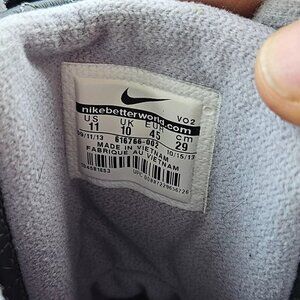 VO2
nikebetterworld.com
US UK EUR cm
11 10 45 29
09/11/13 616766-002 10/15/13
MADE IN VIETNAM
FABRIQUE AU VIETNAM